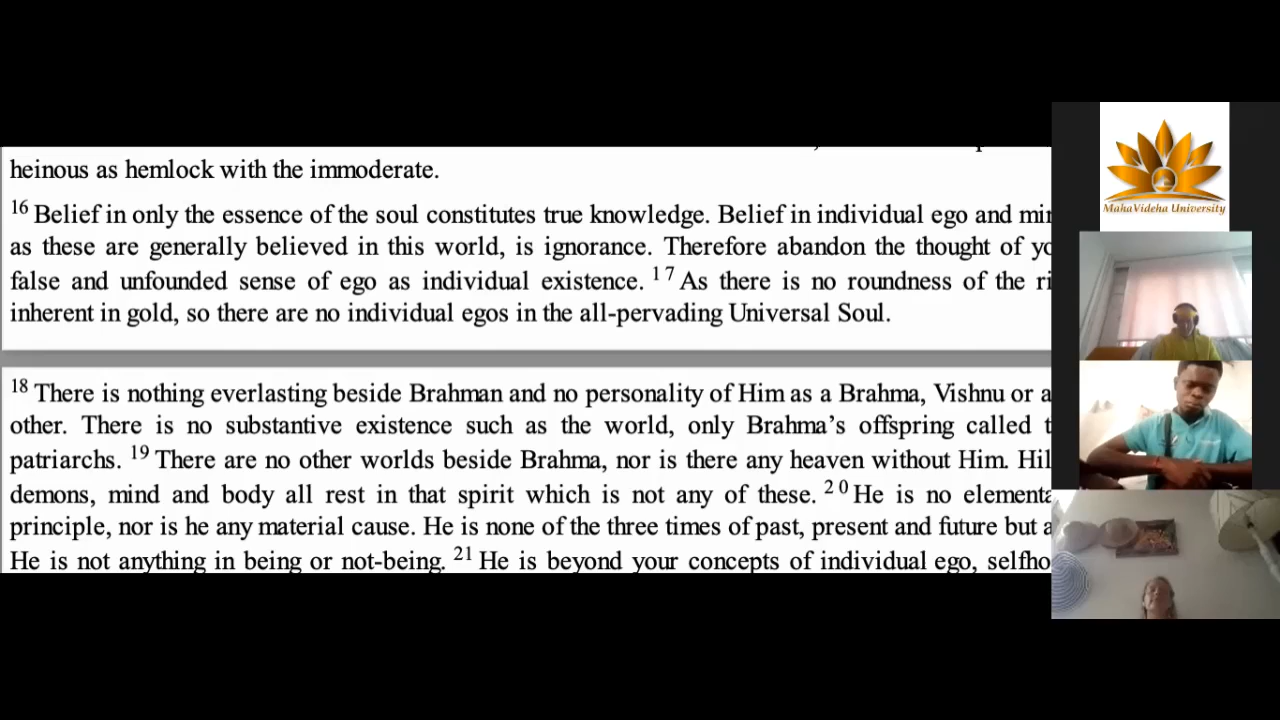 heinous as hemlock with the immoderate.
16 Belief in only the essence of the soul constitutes true knowledge. Belief in individual ego and
as these are generally believed in this world, is ignorance. Therefore abandon the thought of
false and unfounded sense of ego as individual existence. 17 As there is no roundness of the
inherent in gold, so there are no individual egos in the all-pervading Universal Soul.
18 There is nothing everlasting beside Brahman and no personality of Him as a Brahma, Vishnu or
other. There is no substantive existence such as the world, only Brahma’s offspring called
patriarchs. 19 There are no other worlds beside Brahma, nor is there any heaven without Him.
demons, mind and body all rest in that spirit which is not any of these. 20 He is no
principle, nor is he any material cause. He is none of the three times of past, present and future but
He is not anything in being or not-being. 21 He is beyond your concepts of individual ego,
MahaVideha University